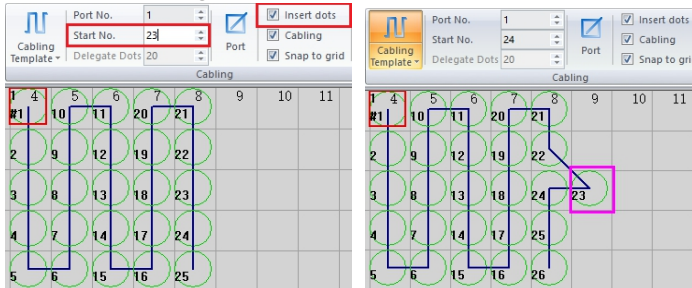 Port No. 1
Insert dots
Start No. 23
Cabling
Cabling Template
Delegate Dots 20
Port
Snap to grid
Cabling
1 4 5 6 7 8 9 10 11
#1 10 11 20 21
2 9 12 19 22
3 8 13 18 23
4 7 14 17 24
5 6 15 16 25
Port No. 1
Insert dots
Start No. 24
Cabling
Cabling Template
Delegate Dots 20
Port
Snap to gri
Cabling
1 4 5 6 7 8 9 10 11
#1 10 11 20 21
2 9 12 19 22
3 8 13 18 24 23
4 7 14 17 25
5 6 15 16 26